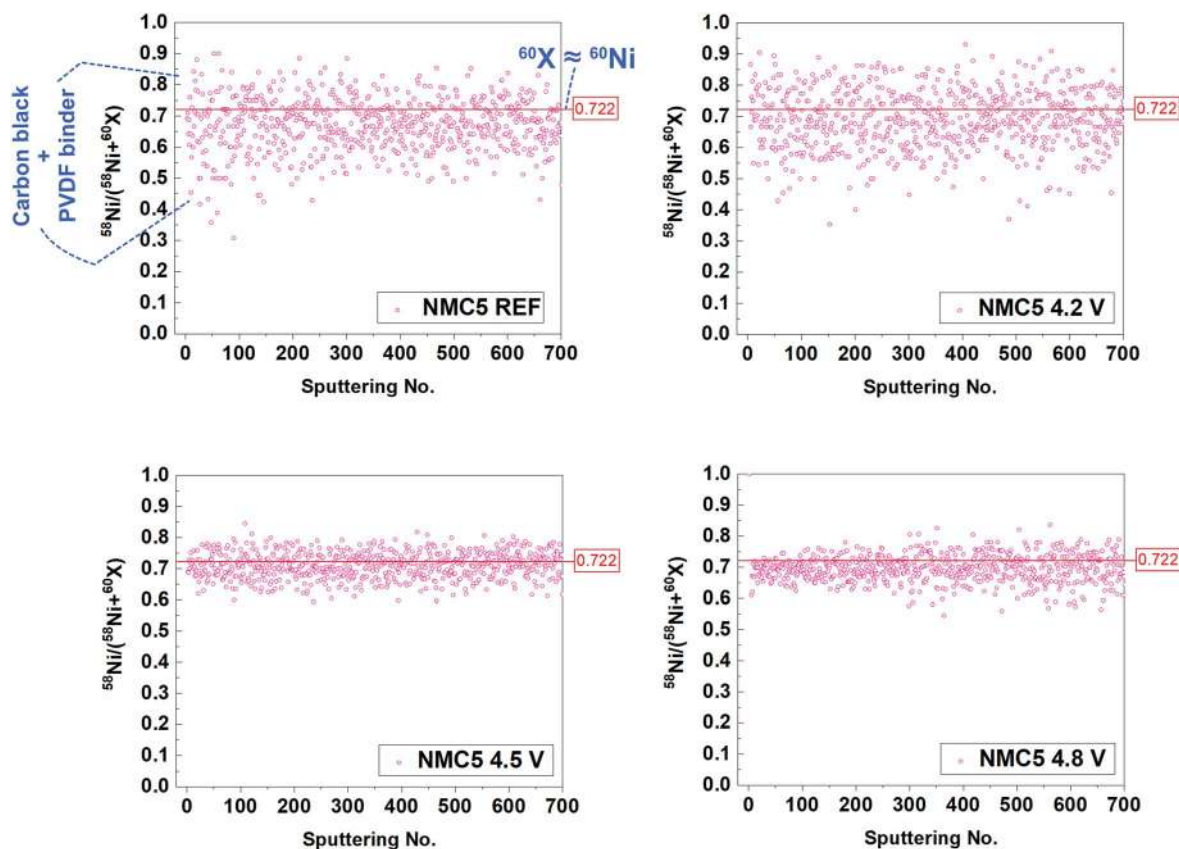 Carbon black
+
PVDF binder
⁵⁸Ni/(⁵⁸Ni+⁶⁰X)
1.0
0.9
0.8
0.7
0.6
0.5
0.4
0.3
0.2
0.1
0.0
⁶⁰X ≈ ⁶⁰Ni
0.722
NMC5 REF
0 100 200 300 400 500 600 700
Sputtering No.
⁵⁸Ni/(⁵⁸Ni+⁶⁰X)
1.0
0.9
0.8
0.7
0.6
0.5
0.4
0.3
0.2
0.1
0.0
0.722
NMC5 4.2 V
0 100 200 300 400 500 600 700
Sputtering No.
⁵⁸Ni/(⁵⁸Ni+⁶⁰X)
1.0
0.9
0.8
0.7
0.6
0.5
0.4
0.3
0.2
0.1
0.0
0.722
NMC5 4.5 V
0 100 200 300 400 500 600 700
Sputtering No.
⁵⁸Ni/(⁵⁸Ni+⁶⁰X)
1.0
0.9
0.8
0.7
0.6
0.5
0.4
0.3
0.2
0.1
0.0
0.722
NMC5 4.8 V
0 100 200 300 400 500 600 700
Sputtering No.